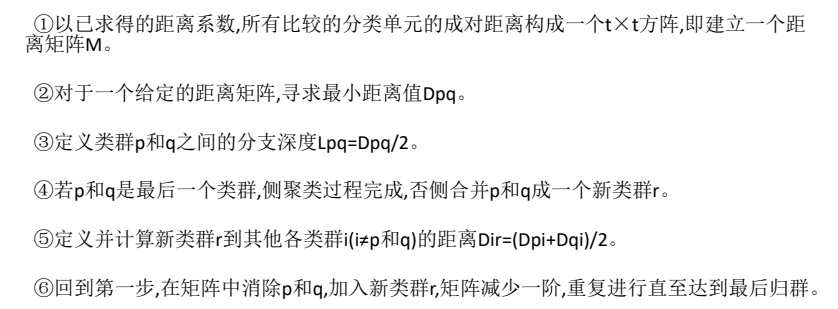 ①以已求得的距离系数,所有比较的分类单元的成对距离构成一个t×t方阵,即建立一个距
离矩阵M。
②对于一个给定的距离矩阵,寻求最小距离值Dpq。
③定义类群p和q之间的分支深度Lpq=Dpq/2。
④若p和q是最后一个类群,侧聚类过程完成,否侧合并p和q成一个新类群r。
⑤定义并计算新类群r到其他各类群i(i≠p和q)的距离Dir=(Dpi+Dqi)/2。
⑥回到第一步,在矩阵中消除p和q,加入新类群r,矩阵减少一阶,重复进行直至达到最后归群。